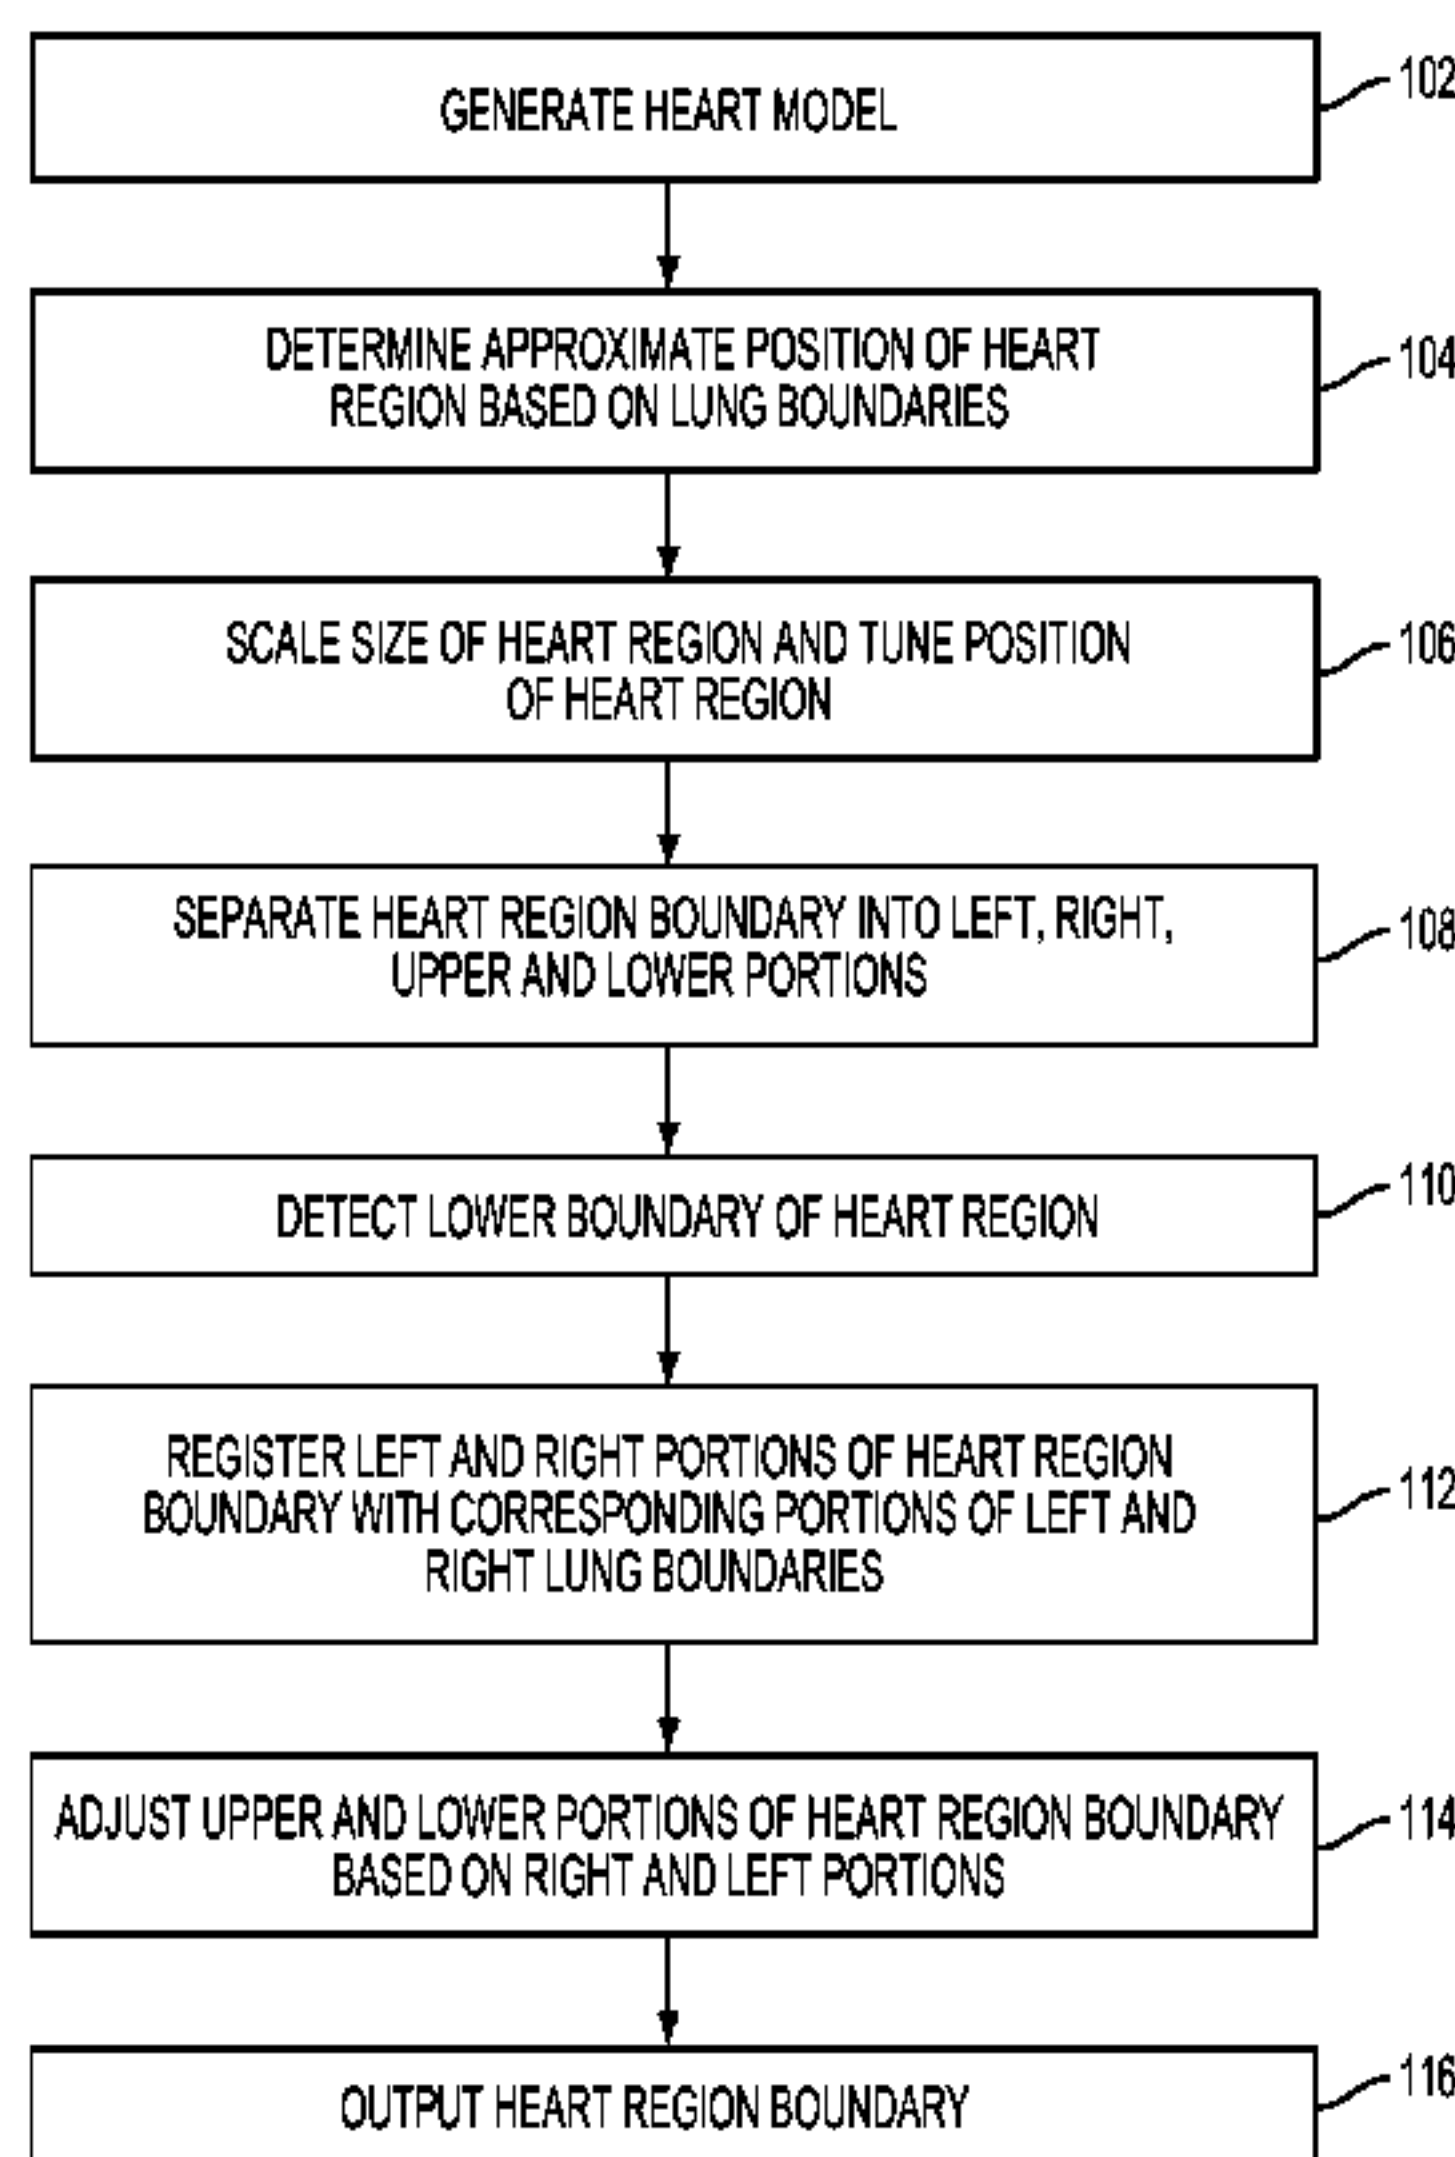 GENERATE HEART MODEL
102
DETERMINE APPROXIMATE POSITION OF HEART
REGION BASED ON LUNG BOUNDARIES
104
SCALE SIZE OF HEART REGION AND TUNE POSITION
OF HEART REGION
106
SEPARATE HEART REGION BOUNDARY INTO LEFT, RIGHT,
UPPER AND LOWER PORTIONS
108
DETECT LOWER BOUNDARY OF HEART REGION
110
REGISTER LEFT AND RIGHT PORTIONS OF HEART REGION
BOUNDARY WITH CORRESPONDING PORTIONS OF LEFT AND
RIGHT LUNG BOUNDARIES
112
ADJUST UPPER AND LOWER PORTIONS OF HEART REGION BOUNDARY
BASED ON RIGHT AND LEFT PORTIONS
114
OUTPUT HEART REGION BOUNDARY
116